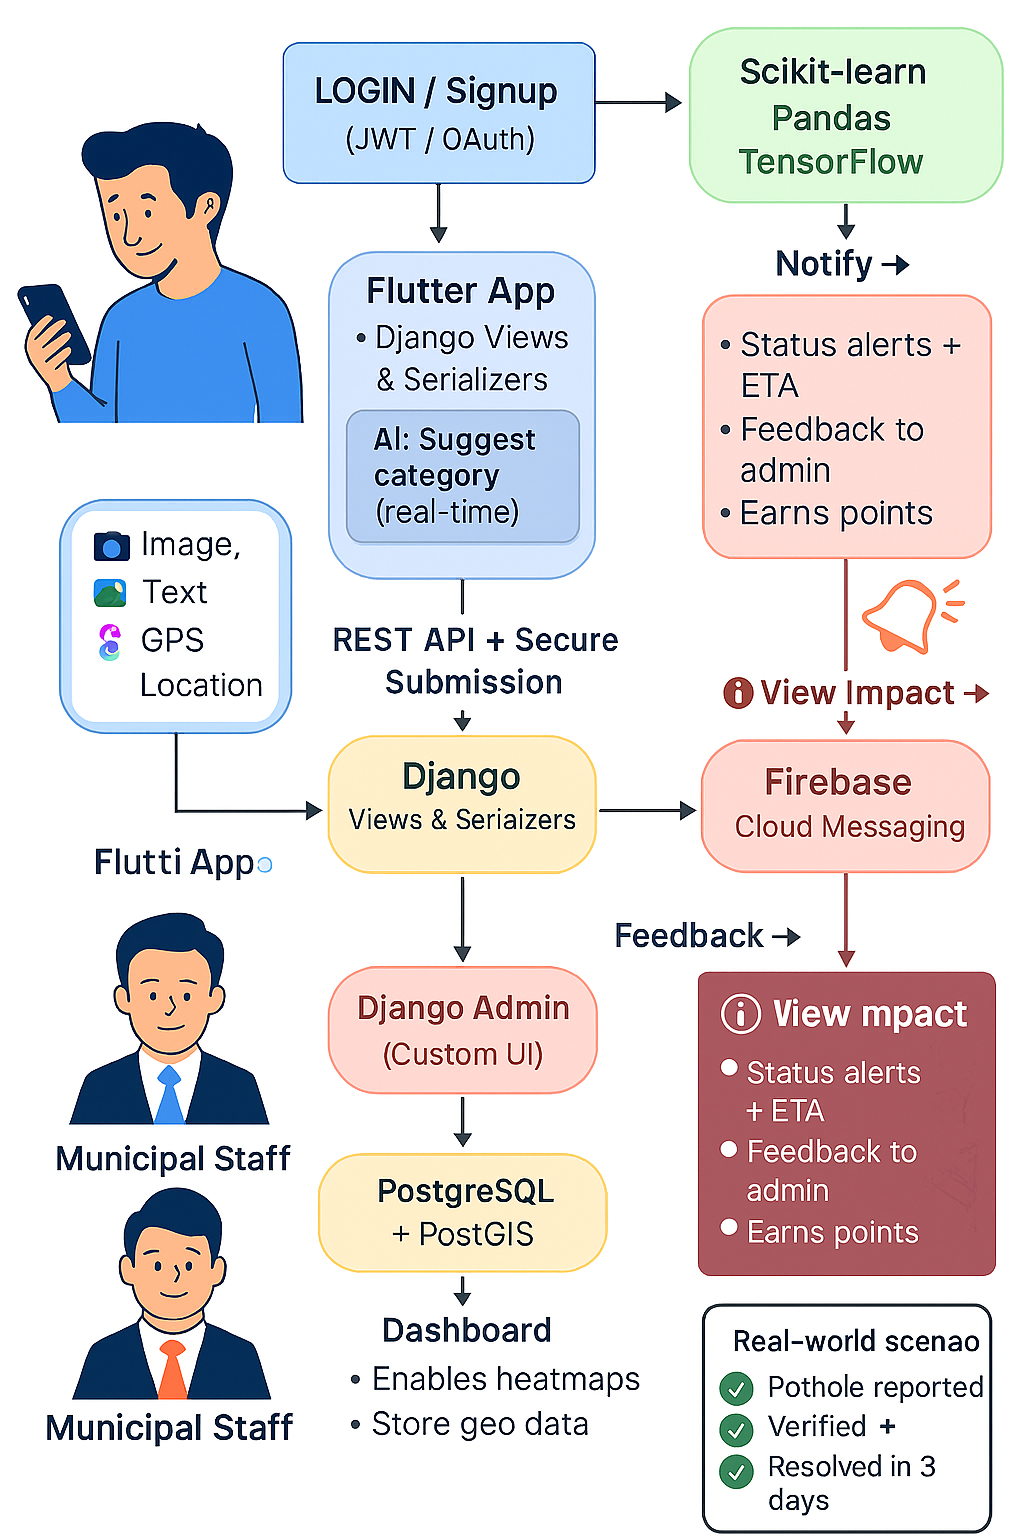 LOGIN / Signup
(JWT / OAuth)
Scikit-learn
Pandas
TensorFlow
Notify →
Flutter App
• Django Views
& Serializers
AI: Suggest
category
(real-time)
• Status alerts +
ETA
• Feedback to
admin
• Earns points
Image,
Text
GPS
Location
REST API + Secure
Submission
View Impact →
Django
Views & Seriaizers
Firebase
Cloud Messaging
Flutti App
Feedback →
Django Admin
(Custom UI)
View mpact
Status alerts
+ ETA
Feedback to
admin
Earns points
Municipal Staff
PostgreSQL
+ PostGIS
Dashboard
• Enables heatmaps
• Store geo data
Municipal Staff
Real-world scenao
Pothole reported
Verified +
Resolved in 3
days